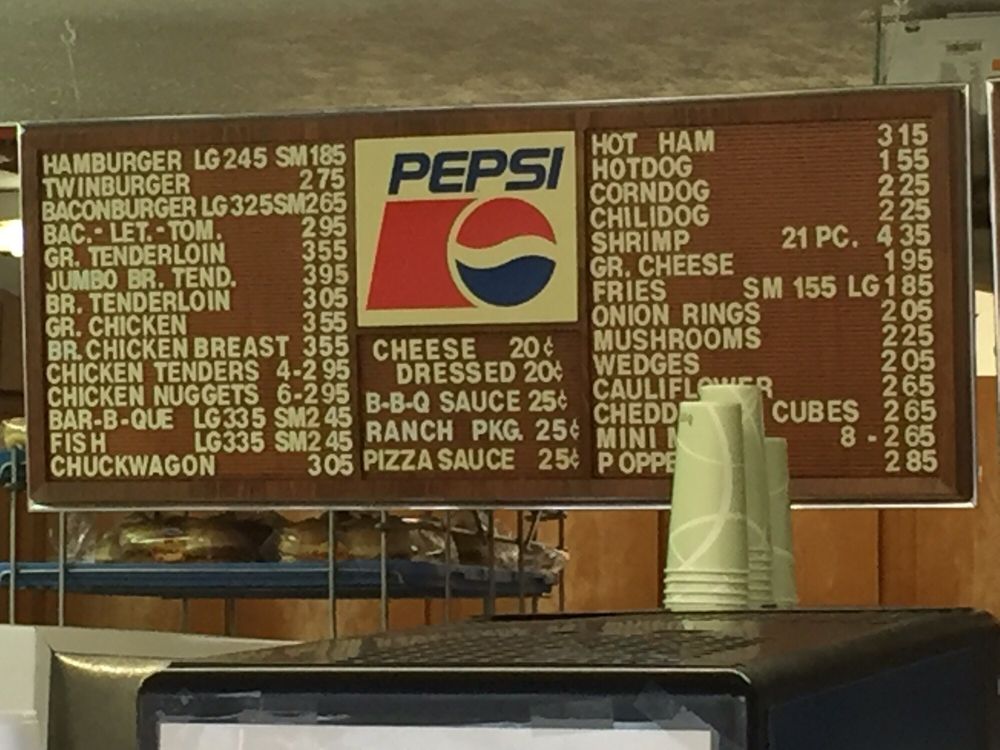 HAMBURGER LG 245 SM 185
TWINBURGER 275
BACONBURGER LG 325 SM 265
BAC.- LET.- TOM. 295
GR. TENDERLOIN 355
JUMBO BR. TEND. 395
BR. TENDERLOIN 305
GR. CHICKEN 355
BR. CHICKEN BREAST 355
CHICKEN TENDERS 4-295
CHICKEN NUGGETS 6-295
BAR-B-QUE LG 335 SM 245
FISH LG 335 SM 245
CHUCKWAGON 305
PEPSI
CHEESE 20¢
DRESSED 20¢
B-B-Q SAUCE 25¢
RANCH PKG. 25¢
PIZZA SAUCE 25¢
HOT HAM 315
HOTDOG 155
CORNDOG 225
CHILIDOG 225
SHRIMP 21 PC. 435
GR. CHEESE 195
FRIES SM 155 LG 185
ONION RINGS 205
MUSHROOMS 225
WEDGES 205
CAULIFLOWER 265
CHEDD CUBES 265
MINI 8 - 265
POPPE 285